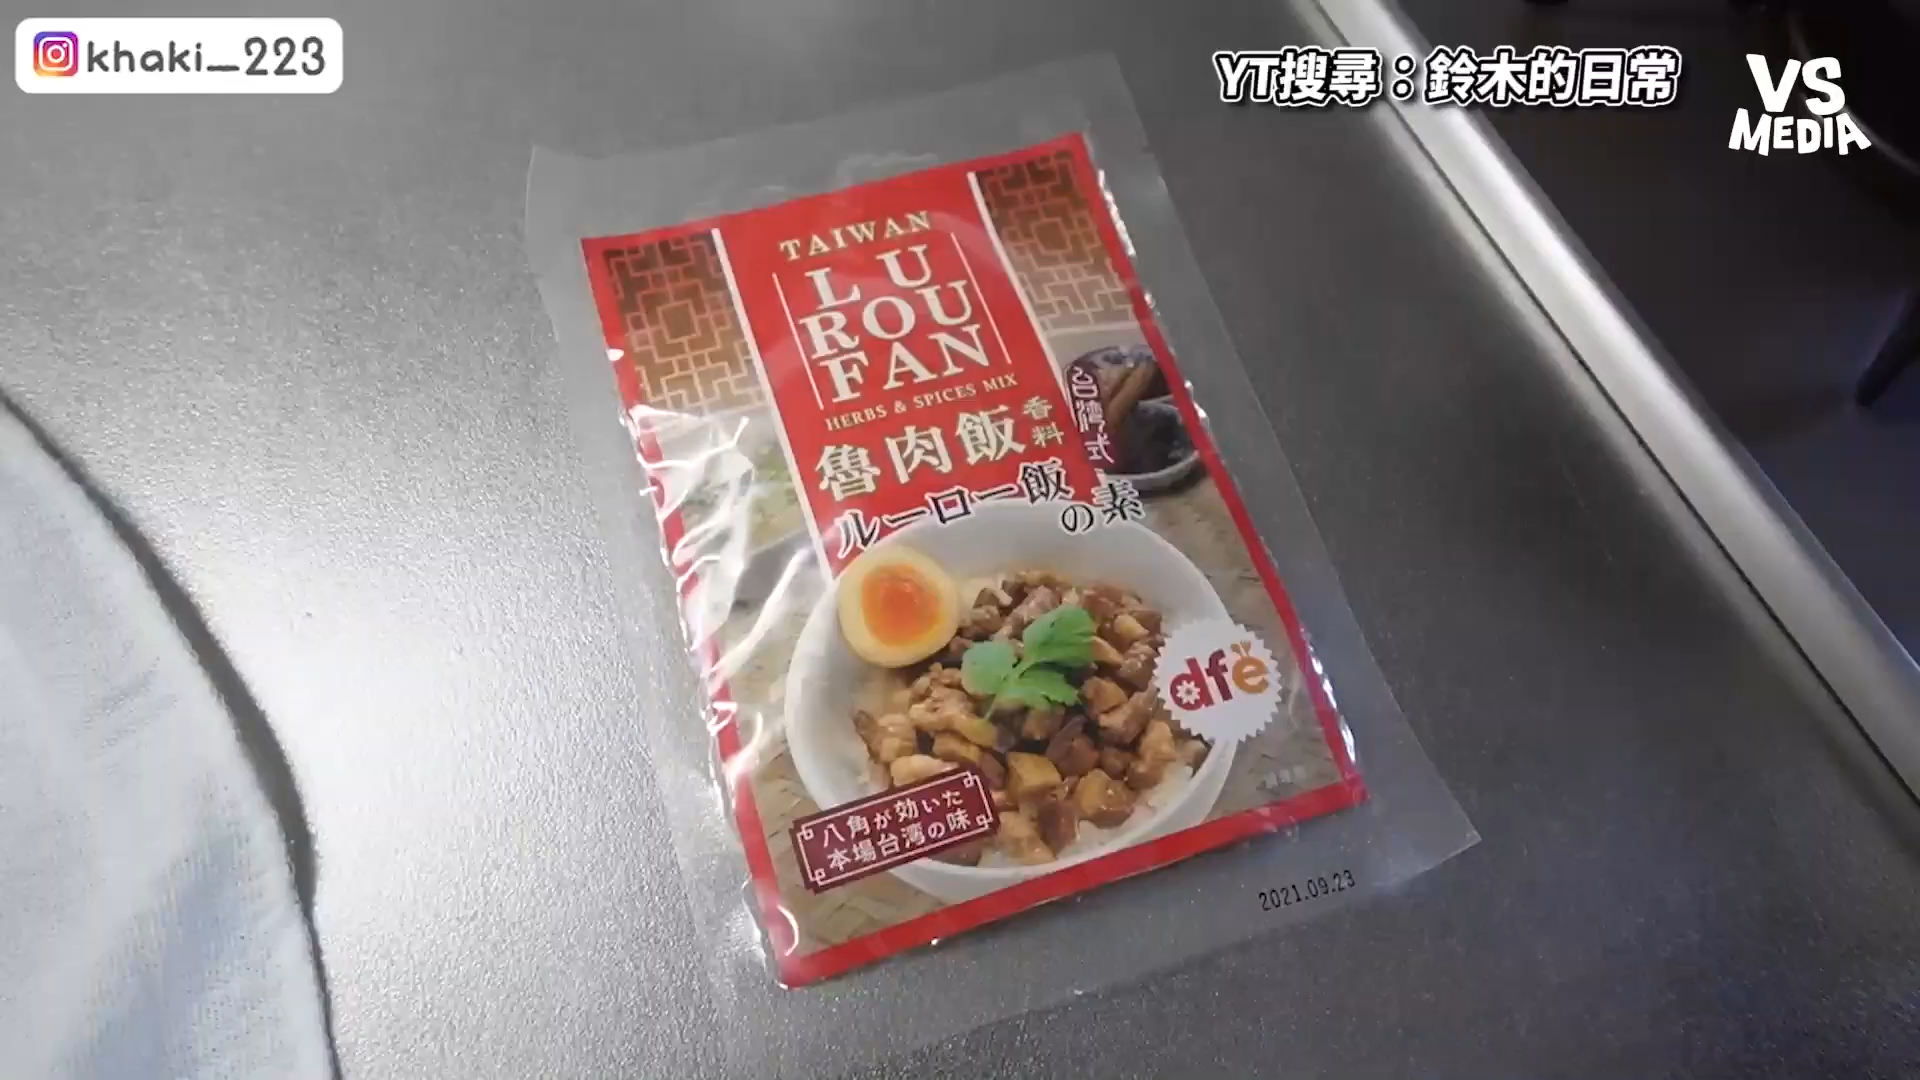 khaki__223
YT搜尋：鈴木的日常
VS
MEDIA
TAIWAN
LU
ROU
FAN
HERBS & SPICES MIX
魯肉飯
香料
台湾式
ルーロー飯
の素
dfe
八角が効いた
本場台湾の味
2021.09.23